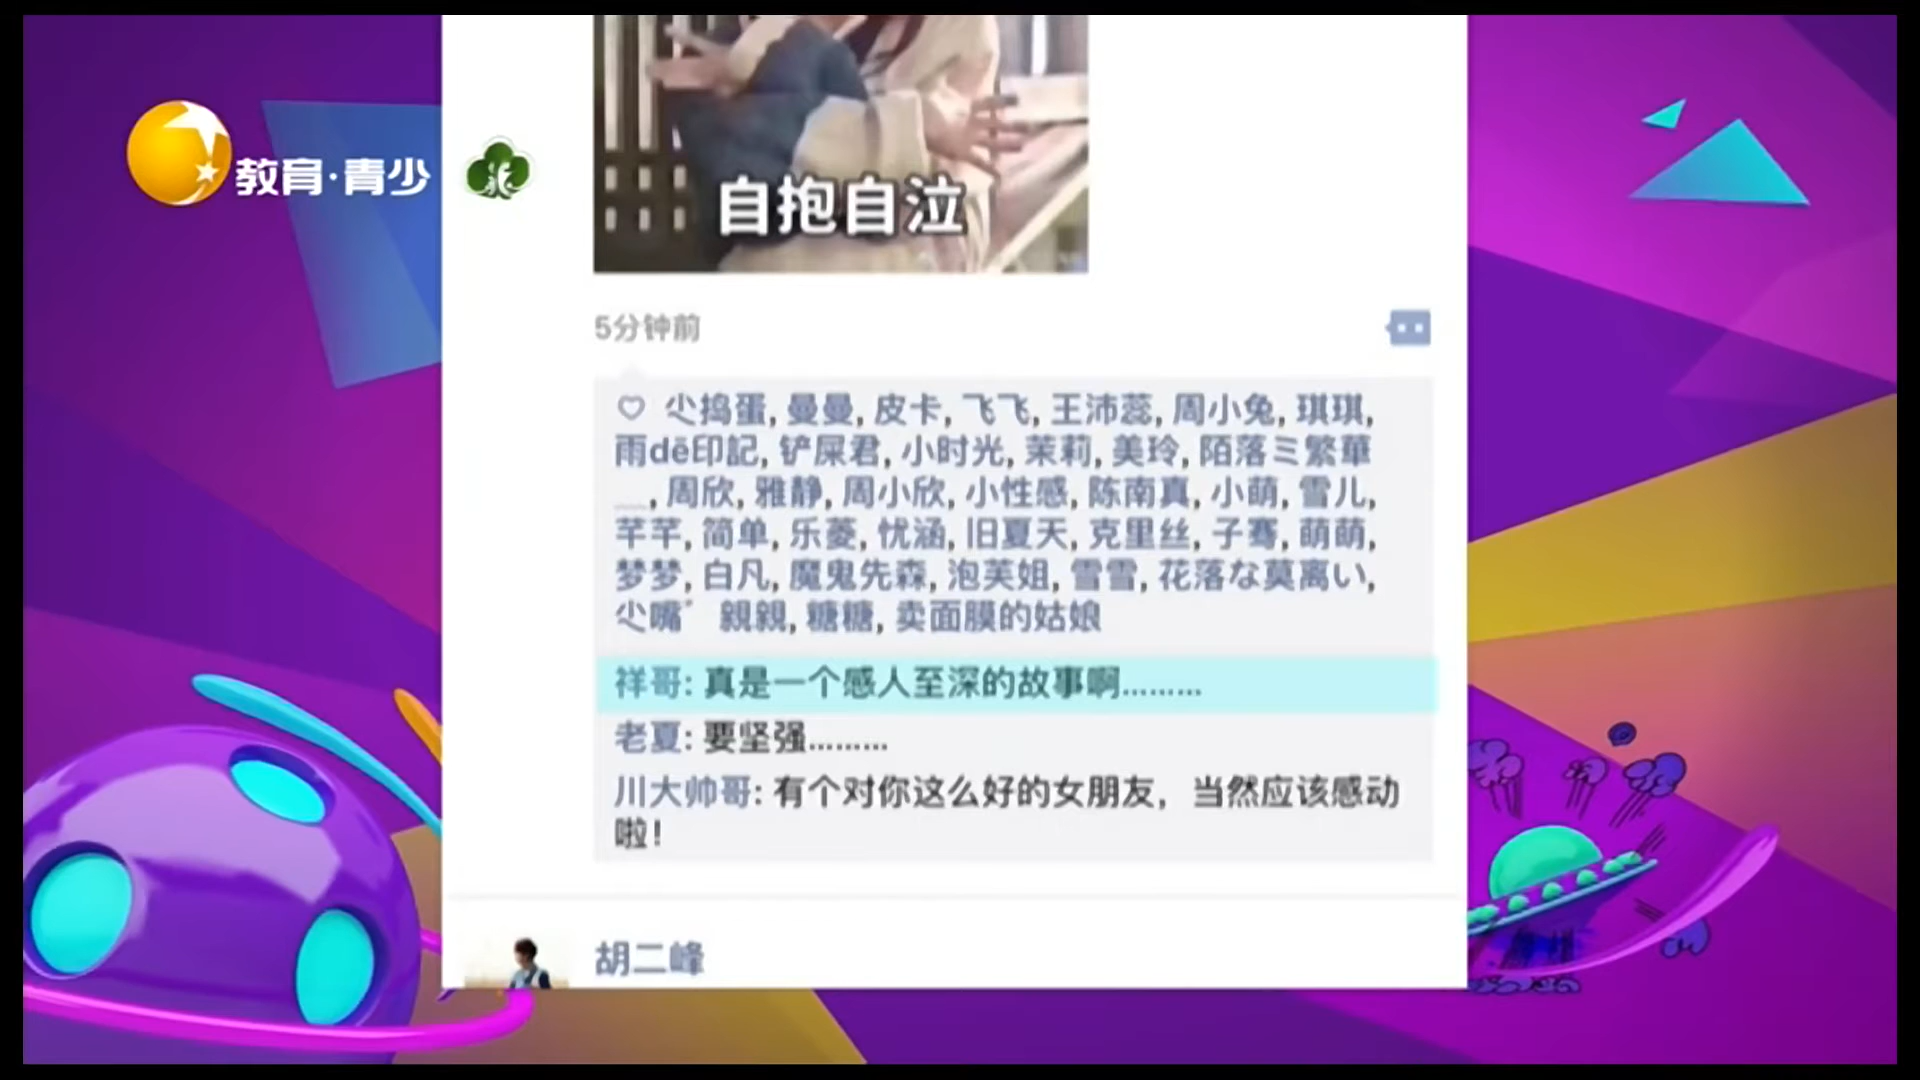 教育·青少
自抱自泣
5分钟前
尐捣蛋, 曼曼, 皮卡, 飞飞, 王沛蕊, 周小兔, 琪琪,
雨dē印記, 铲屎君, 小时光, 茉莉, 美玲, 陌落ミ繁華
﹏, 周欣, 雅静, 周小欣, 小性感, 陈南真, 小萌, 雪儿,
芊芊, 简单, 乐菱, 忧涵, 旧夏天, 克里丝, 子骞, 萌萌,
梦梦, 白凡, 魔鬼先森, 泡芙姐, 雪雪, 花落な莫离い,
尐嘴゛ 親親, 糖糖, 卖面膜的姑娘
祥哥: 真是一个感人至深的故事啊………
老夏: 要坚强………
川大帅哥: 有个对你这么好的女朋友，当然应该感动
啦！
胡二峰